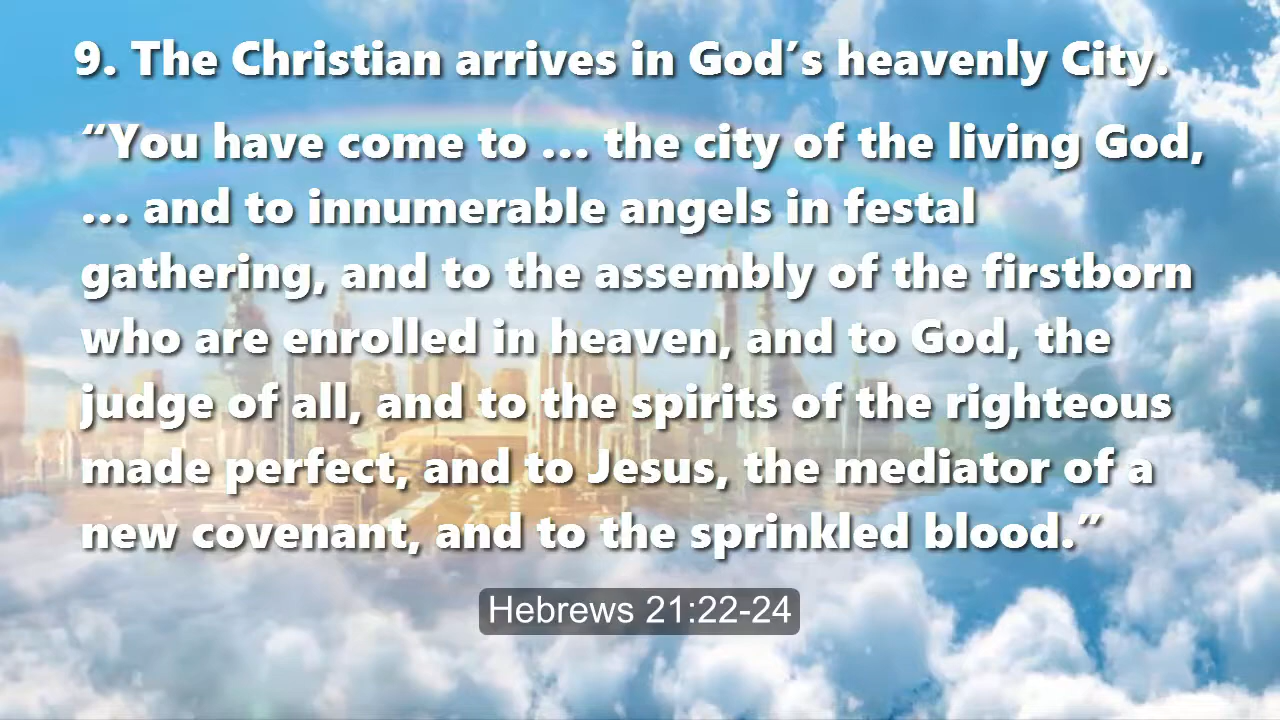 9. The Christian arrives in God’s heavenly City.
“You have come to ... the city of the living God,
... and to innumerable angels in festal
gathering, and to the assembly of the firstborn
who are enrolled in heaven, and to God, the
judge of all, and to the spirits of the righteous
made perfect, and to Jesus, the mediator of a
new covenant, and to the sprinkled blood.”
Hebrews 21:22-24